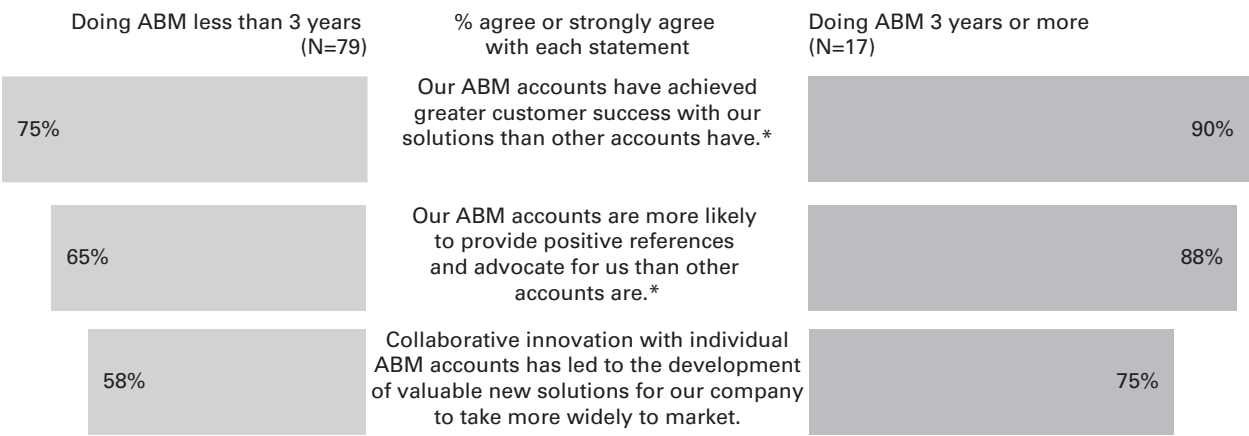 Doing ABM less than 3 years
(N=79)
% agree or strongly agree
with each statement
Doing ABM 3 years or more
(N=17)
75%
Our ABM accounts have achieved
greater customer success with our
solutions than other accounts have.*
90%
65%
Our ABM accounts are more likely
to provide positive references
and advocate for us than other
accounts are.*
88%
58%
Collaborative innovation with individual
ABM accounts has led to the development
of valuable new solutions for our company
to take more widely to market.
75%